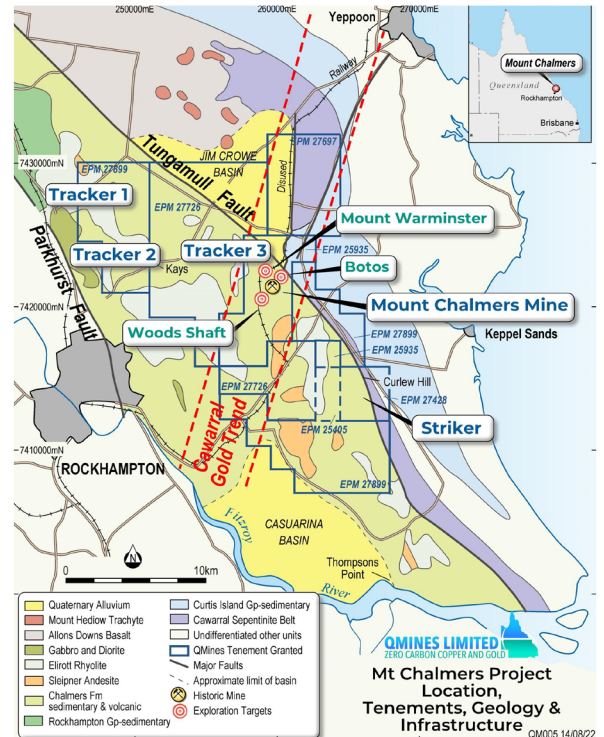 250000mE
260000mE
270000mE
Yeppoon
Mount Chalmers
Queensland
Rockhampton
Brisbane
Railway
Tungamull Fault
JIM CROWE
BASIN
Disused
EPM 27697
7430000mN
EPM 27899
Tracker 1
EPM 27726
Mount Warminster
Parkhurst Fault
Tracker 2
Tracker 3
EPM 25935
Kays
Botos
7420000mN
Mount Chalmers Mine
Woods Shaft
EPM 27899
Keppel Sands
EPM 25935
EPM 27726
Curlew Hill
EPM 27428
Cawarral
Gold Trend
EPM 25405
Striker
7410000mN
ROCKHAMPTON
EPM 27899
Fitzroy
River
CASUARINA
BASIN
N
Thompsons
Point
0
10km
Quaternary Alluvium
Mount Hedlow Trachyte
Allons Downs Basalt
Gabbro and Diorite
Elirott Rhyolite
Sleipner Andesite
Chalmers Fm
sedimentary & volcanic
Rockhampton Gp-sedimentary
Curtis Island Gp-sedimentary
Cawarral Sepentinite Belt
Undifferentiated other units
QMines Tenement Granted
Major Faults
Approximate limit of basin
Historic Mine
Exploration Targets
QMINES LIMITED
ZERO CARBON COPPER AND GOLD
Mt Chalmers Project
Location,
Tenements, Geology &
Infrastructure
QM005 14/08/22